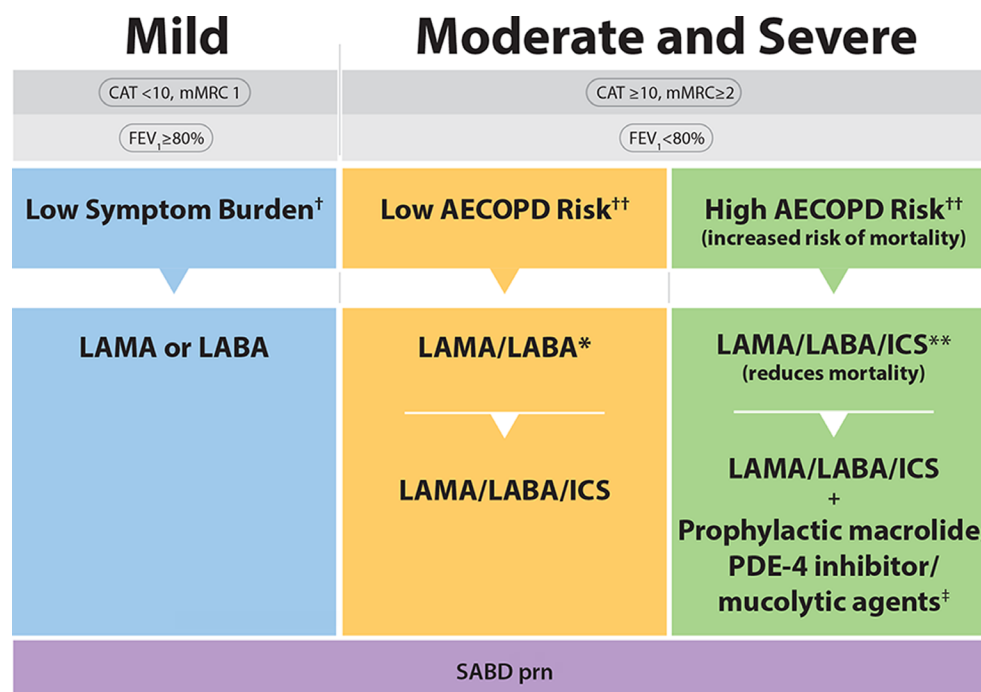 Mild
Moderate and Severe
CAT <10, mMRC 1
CAT ≥10, mMRC≥2
FEV₁≥80%
FEV₁<80%
Low Symptom Burden†
Low AECOPD Risk††
High AECOPD Risk††
(increased risk of mortality)
LAMA or LABA
LAMA/LABA*
LAMA/LABA/ICS
LAMA/LABA/ICS**
(reduces mortality)
LAMA/LABA/ICS
+
Prophylactic macrolide
PDE-4 inhibitor/
mucolytic agents‡
SABD prn